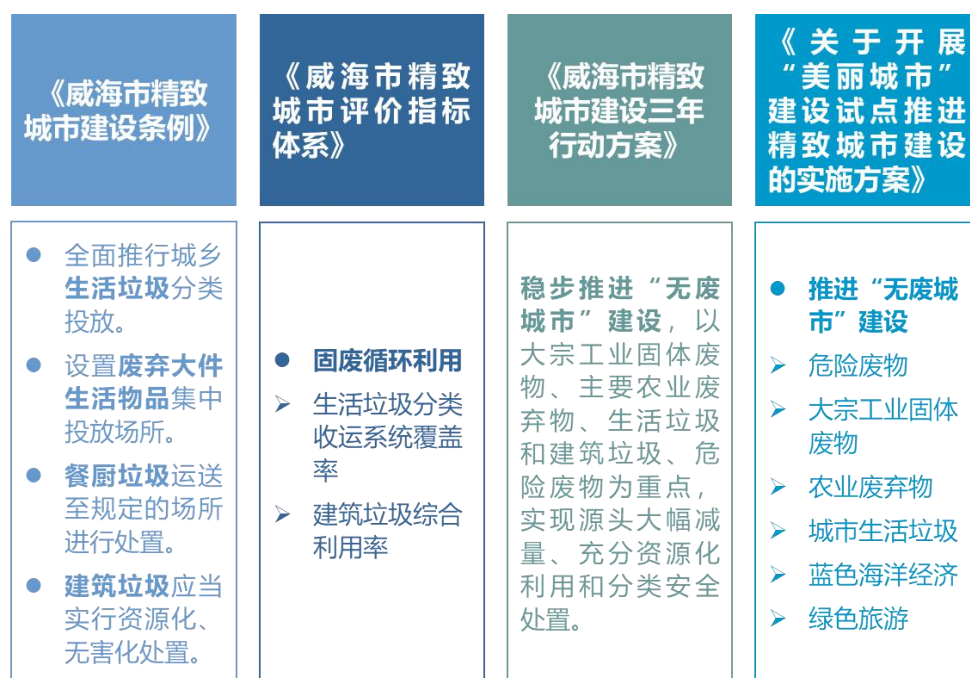 《威海市精致
城市建设条例》
● 全面推行城乡
生活垃圾分类
投放。
● 设置废弃大件
生活物品集中
投放场所。
● 餐厨垃圾运送
至规定的场所
进行处置。
● 建筑垃圾应当
实行资源化、
无害化处置。
《威海市精致
城市评价指标
体系》
● 固废循环利用
➢ 生活垃圾分类
收运系统覆盖
率
➢ 建筑垃圾综合
利用率
《威海市精致
城市建设三年
行动方案》
稳步推进“无废
城市”建设，以
大宗工业固体废
物、主要农业废
弃物、生活垃圾
和建筑垃圾、危
险废物为重点，
实现源头大幅减
量、充分资源化
利用和分类安全
处置。
《关于开展
“美丽城市”
建设试点推进
精致城市建设
的实施方案》
● 推进“无废城
市”建设
➢ 危险废物
➢ 大宗工业固体
废物
➢ 农业废弃物
➢ 城市生活垃圾
➢ 蓝色海洋经济
➢ 绿色旅游